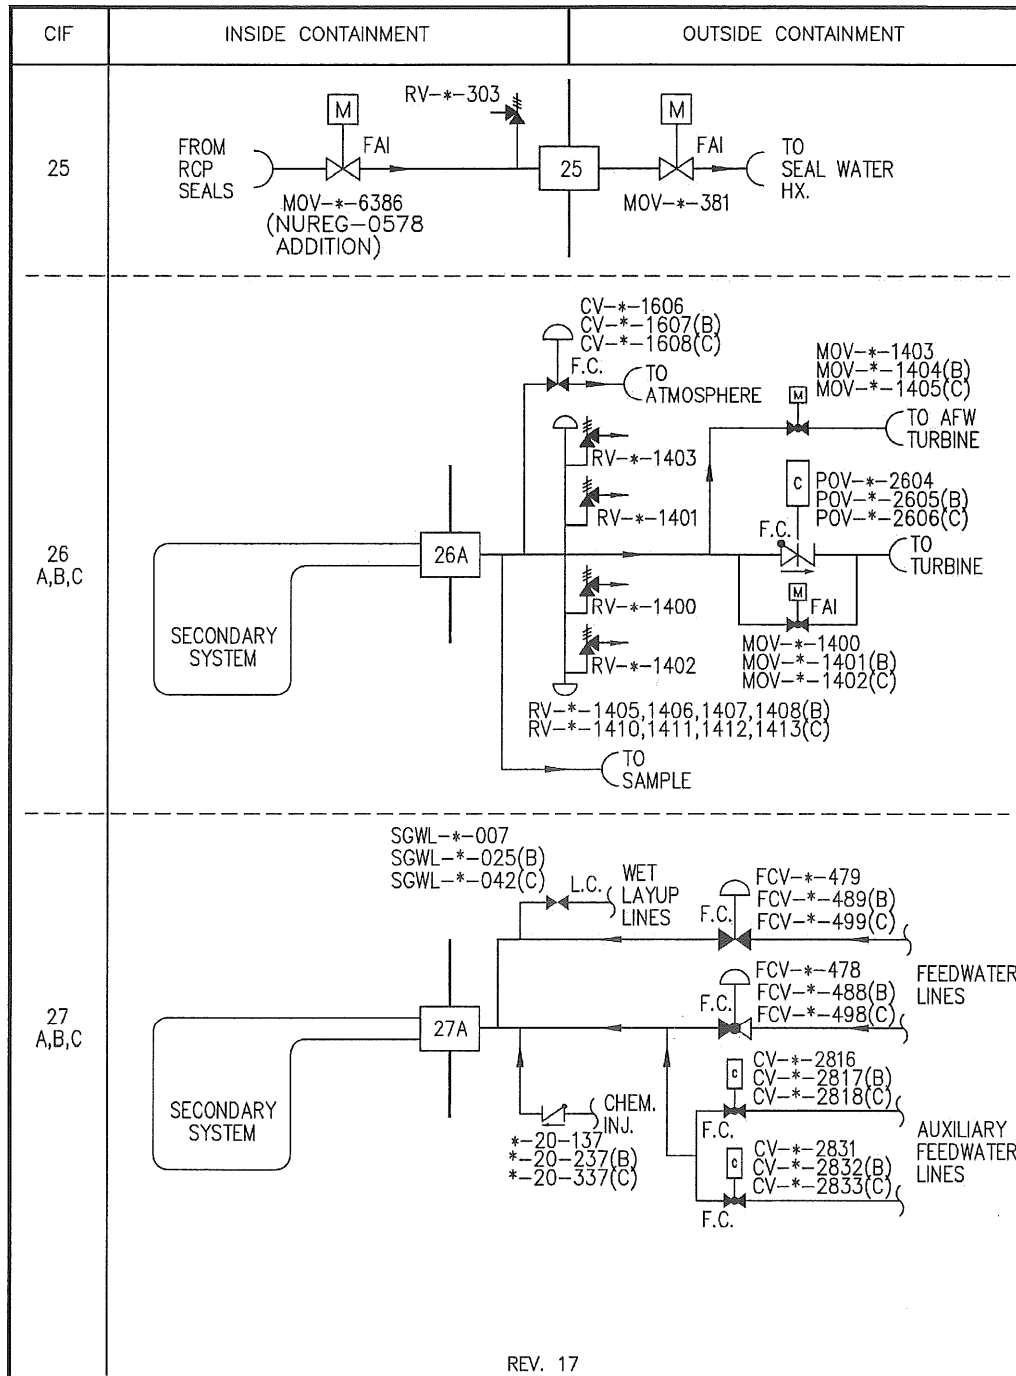 CIF
INSIDE CONTAINMENT
OUTSIDE CONTAINMENT
25
FROM
RCP
SEALS
M
FAI
MOV-*-6386
(NUREG-0578
ADDITION)
RV-*-303
25
M
FAI
MOV-*-381
TO
SEAL WATER
HX.
26
A,B,C
SECONDARY
SYSTEM
26A
CV-*-1606
CV-*-1607(B)
CV-*-1608(C)
F.C.
TO
ATMOSPHERE
RV-*-1403
RV-*-1401
RV-*-1400
RV-*-1402
RV-*-1405,1406,1407,1408(B)
RV-*-1410,1411,1412,1413(C)
TO
SAMPLE
MOV-*-1403
MOV-*-1404(B)
MOV-*-1405(C)
M
TO AFW
TURBINE
C
POV-*-2604
POV-*-2605(B)
POV-*-2606(C)
F.C.
TO
TURBINE
M
FAI
MOV-*-1400
MOV-*-1401(B)
MOV-*-1402(C)
27
A,B,C
SECONDARY
SYSTEM
27A
SGWL-*-007
SGWL-*-025(B)
SGWL-*-042(C)
L.C.
WET
LAYUP
LINES
FCV-*-479
FCV-*-489(B)
FCV-*-499(C)
F.C.
FCV-*-478
FCV-*-488(B)
FCV-*-498(C)
F.C.
FEEDWATER
LINES
CHEM.
INJ.
*-20-137
*-20-237(B)
*-20-337(C)
C
CV-*-2816
CV-*-2817(B)
CV-*-2818(C)
F.C.
C
CV-*-2831
CV-*-2832(B)
CV-*-2833(C)
F.C.
AUXILIARY
FEEDWATER
LINES
REV. 17